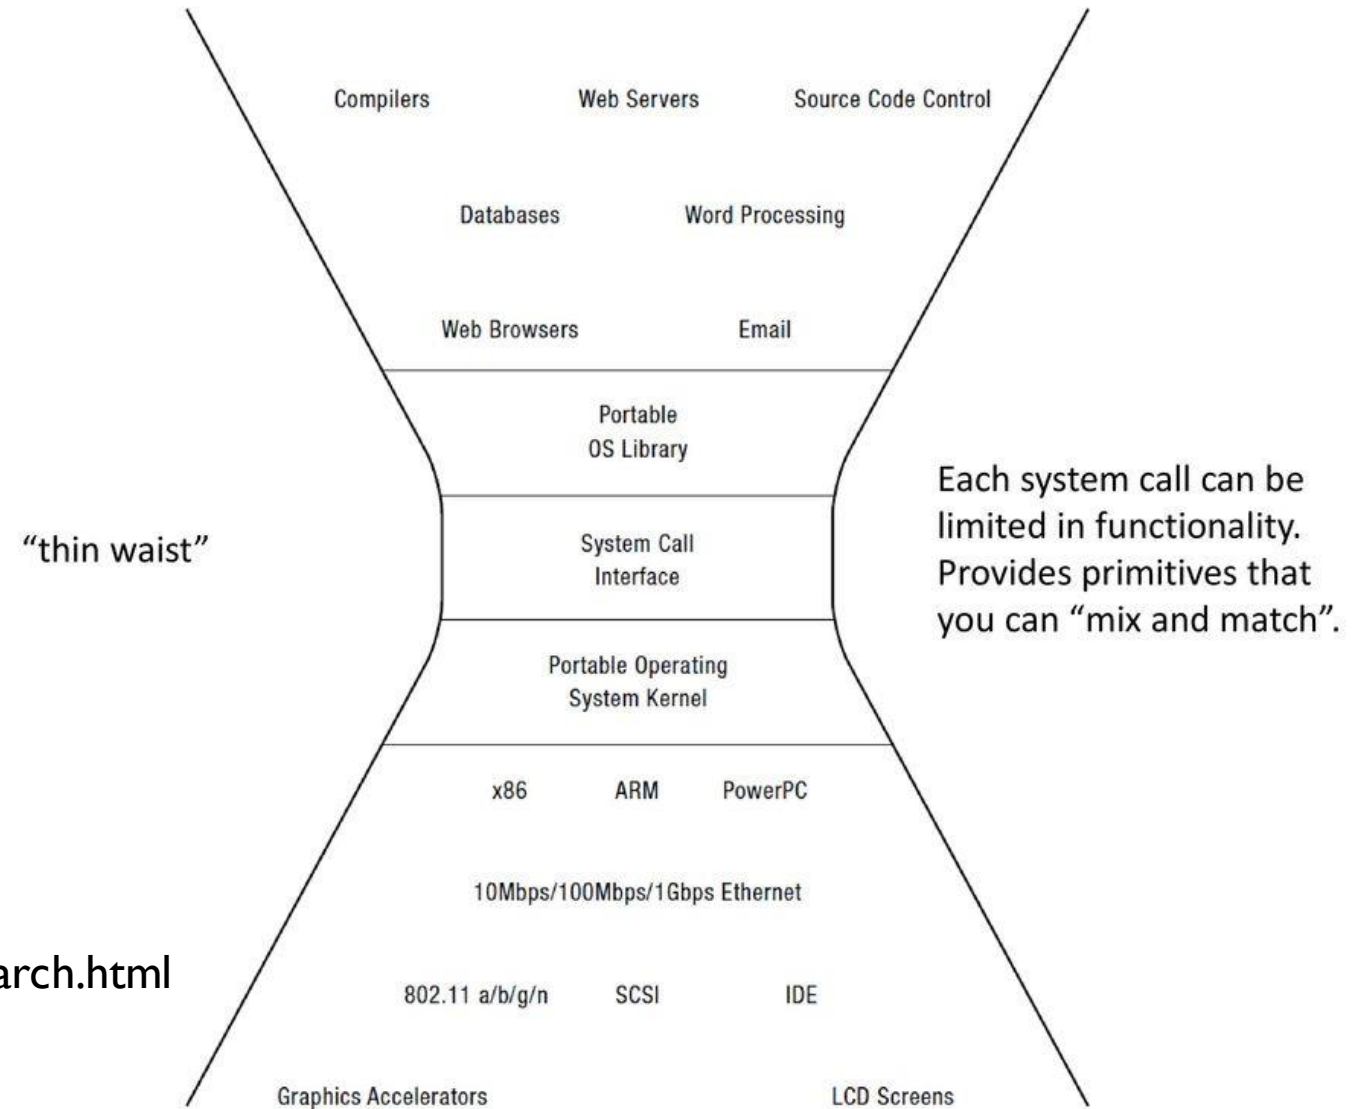 Compilers Web Servers Source Code Control
Databases Word Processing
Web Browsers Email
Portable
OS Library
"thin waist"
System Call
Interface
Each system call can be
limited in functionality.
Provides primitives that
you can “mix and match”.
Portable Operating
System Kernel
x86 ARM PowerPC
10Mbps/100Mbps/1Gbps Ethernet
arch.html
802.11 a/b/g/n SCSI IDE
Graphics Accelerators LCD Screens